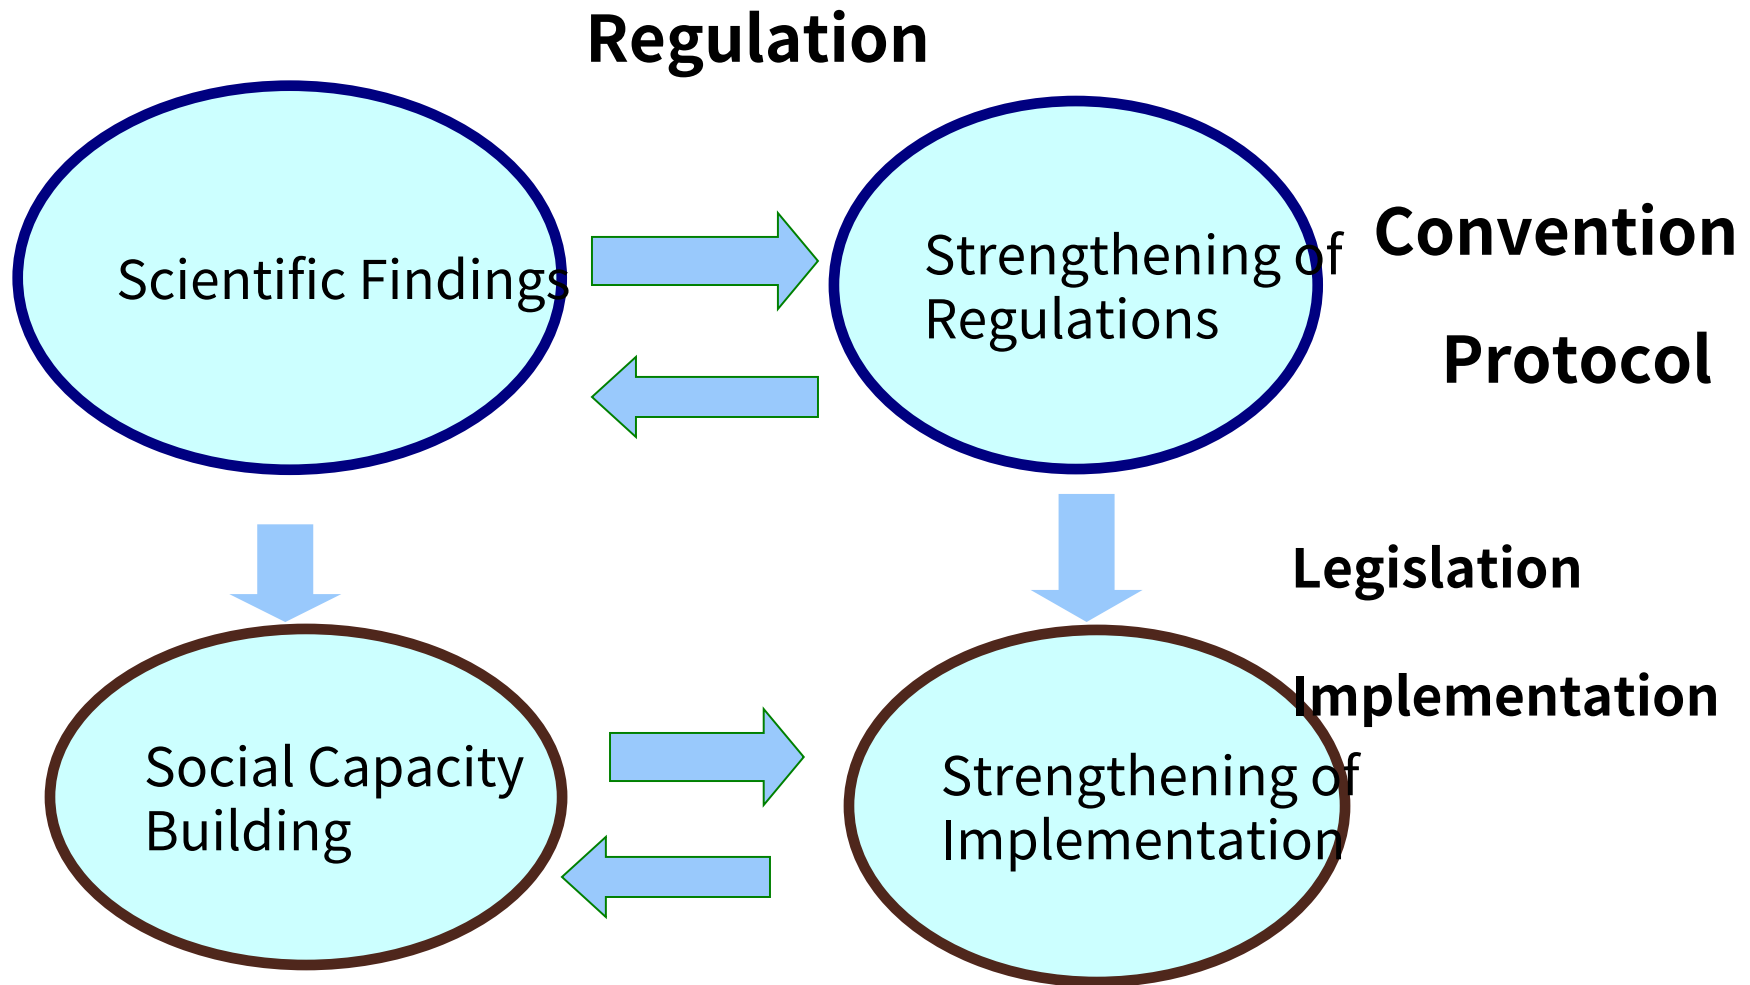 Regulation
Scientific Findings
Strengthening of
Regulations
Convention
Protocol
Legislation
Implementation
Social Capacity
Building
Strengthening of
Implementation